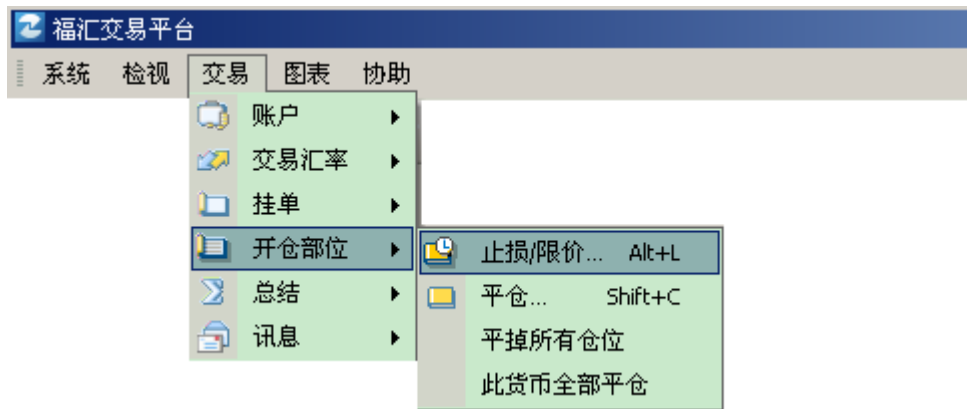 福汇交易平台
系统 检视 交易 图表 协助
账户
交易汇率
挂单
开仓部位
止损/限价... Alt+L
总结
平仓... Shift+C
讯息
平掉所有仓位
此货币全部平仓